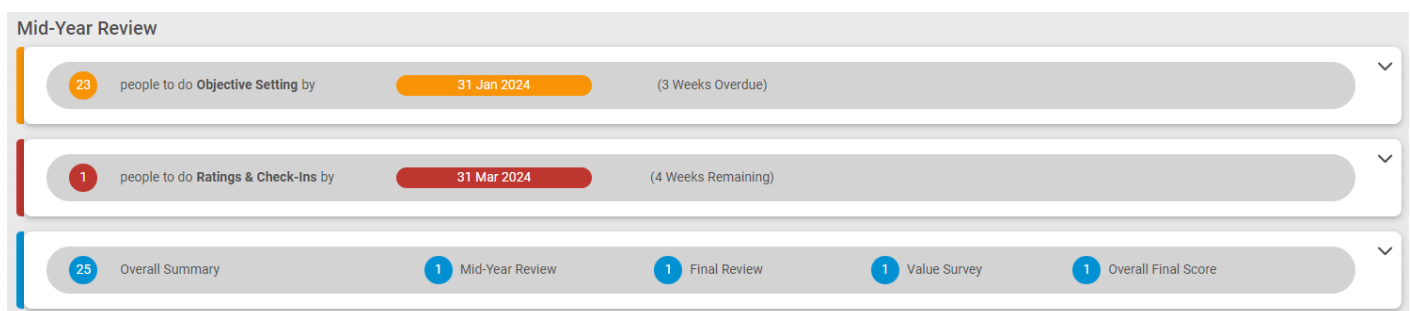 Mid-Year Review
23 people to do Objective Setting by 31 Jan 2024 (3 Weeks Overdue)
1 people to do Ratings & Check-Ins by 31 Mar 2024 (4 Weeks Remaining)
25 Overall Summary 1 Mid-Year Review 1 Final Review 1 Value Survey 1 Overall Final Score